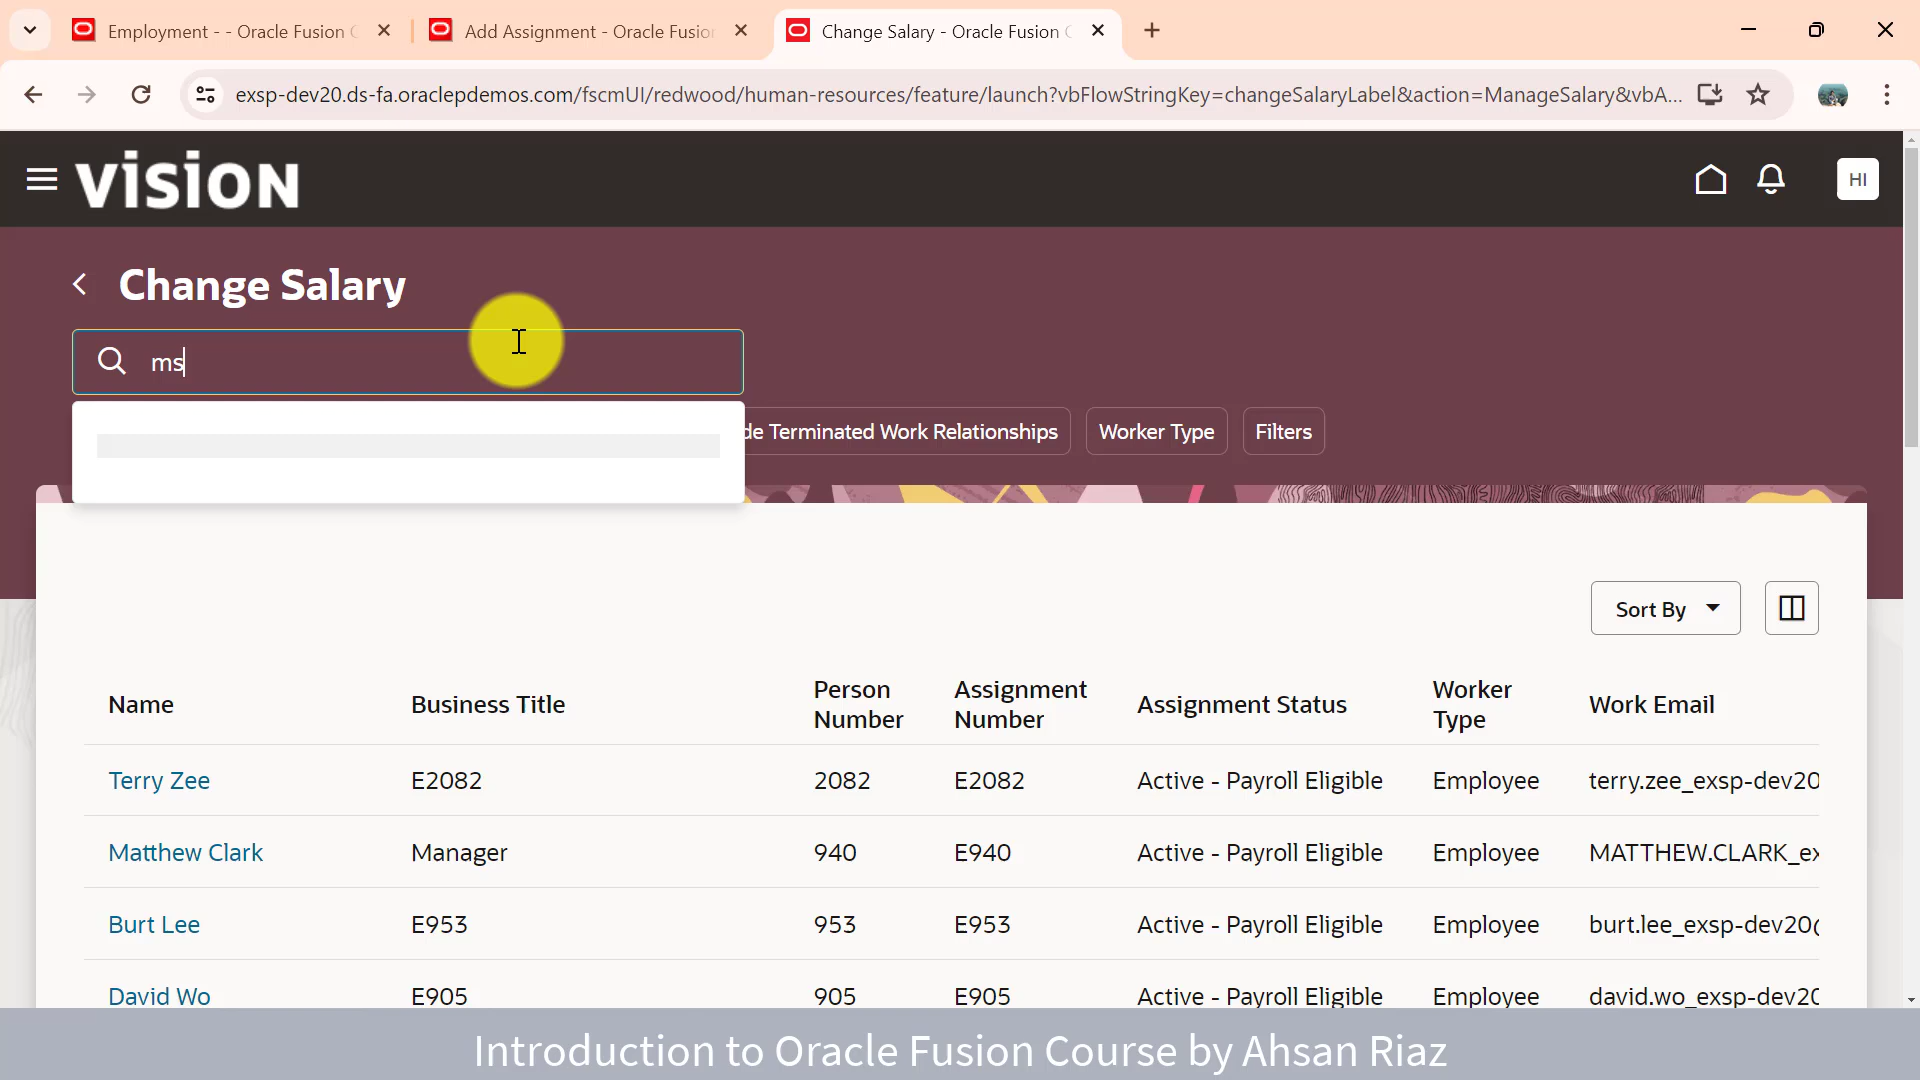 Employment - - Oracle Fusion C
Add Assignment - Oracle Fusion
Change Salary - Oracle Fusion C
exsp-dev20.ds-fa.oraclepdemos.com/fscmUI/redwood/human-resources/feature/launch?vbFlowStringKey=changeSalaryLabel&action=ManageSalary&vbA...
vision
HI
Change Salary
ms
de Terminated Work Relationships
Worker Type
Filters
Sort By
Name Business Title Person Number Assignment Number Assignment Status Worker Type Work Email
Terry Zee E2082 2082 E2082 Active - Payroll Eligible Employee terry.zee_exsp-dev20
Matthew Clark Manager 940 E940 Active - Payroll Eligible Employee MATTHEW.CLARK_ex
Burt Lee E953 953 E953 Active - Payroll Eligible Employee burt.lee_exsp-dev20@
David Wo E905 905 E905 Active - Payroll Eligible Employee david.wo_exsp-dev20
Introduction to Oracle Fusion Course by Ahsan Riaz